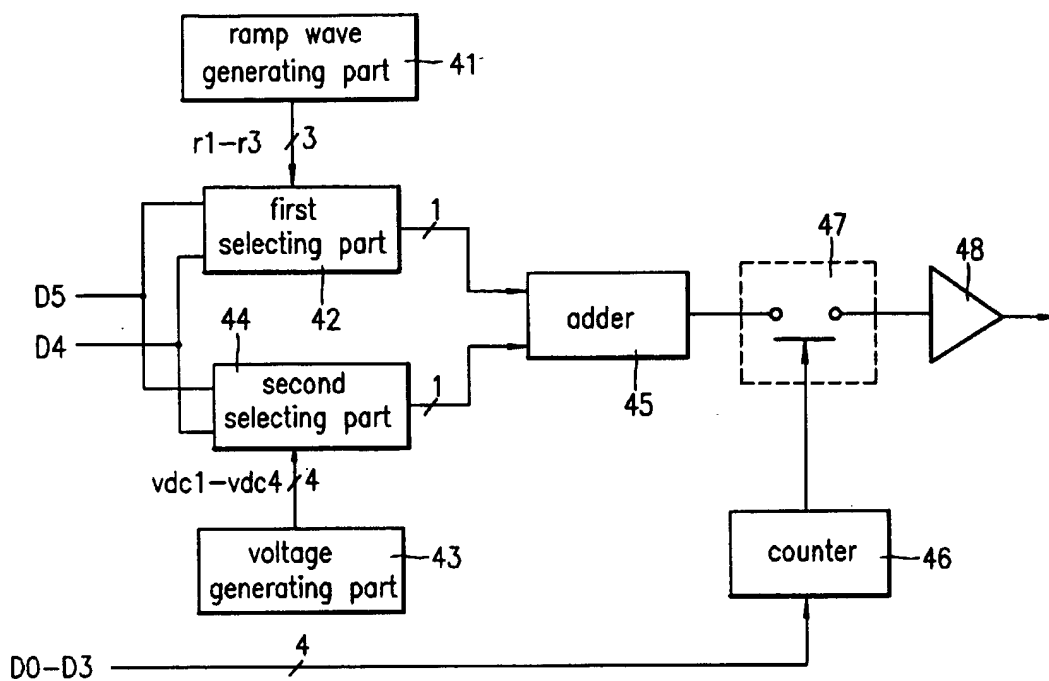 ramp wave
generating part
41
r1-r3
3
first
selecting part
1
42
47
48
D5
D4
44
second
selecting part
1
adder
45
vdc1-vdc4
4
voltage
generating part
43
counter
46
D0-D3
4